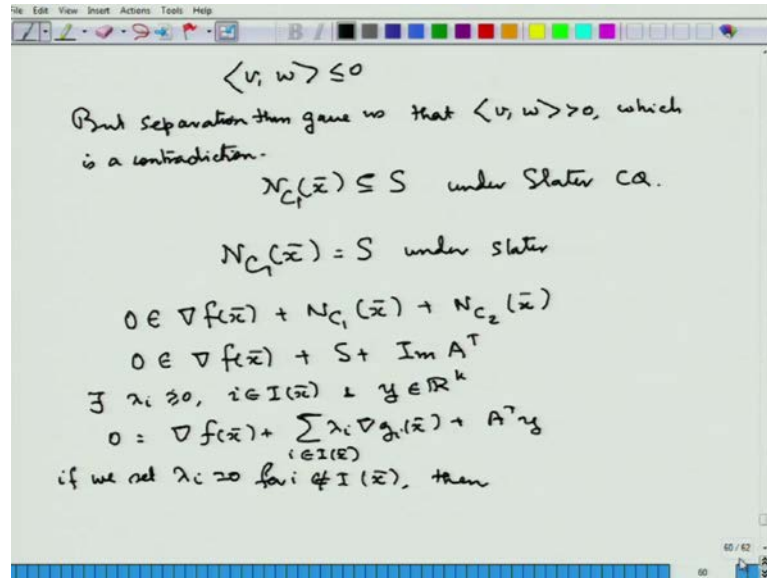 File Edit View Insert Actions Tools Help
⟨v, w⟩ ≤ 0
But separation then gave us that ⟨v, w⟩ > 0, which
is a contradiction.
N_{C_1}(x̄) ⊆ S under Slater CQ.
N_{C_1}(x̄) = S under slater
0 ∈ ∇f(x̄) + N_{C_1}(x̄) + N_{C_2}(x̄)
0 ∈ ∇f(x̄) + S + Im A^T
∃ λ_i ≥ 0, i ∈ I(x̄) & y ∈ ℝ^k
0 = ∇f(x̄) + ∑_{i ∈ I(x̄)} λ_i ∇g_i(x̄) + A^T y
if we set λ_i = 0 for i ∉ I(x̄), then
60 / 62
60